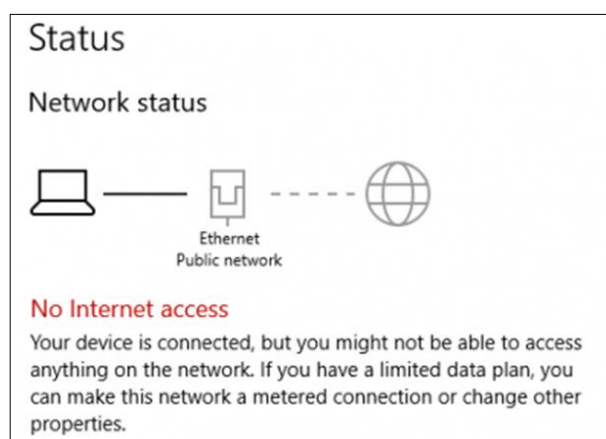 Status
Network status
Ethernet
Public network
No Internet access
Your device is connected, but you might not be able to access
anything on the network. If you have a limited data plan, you
can make this network a metered connection or change other
properties.